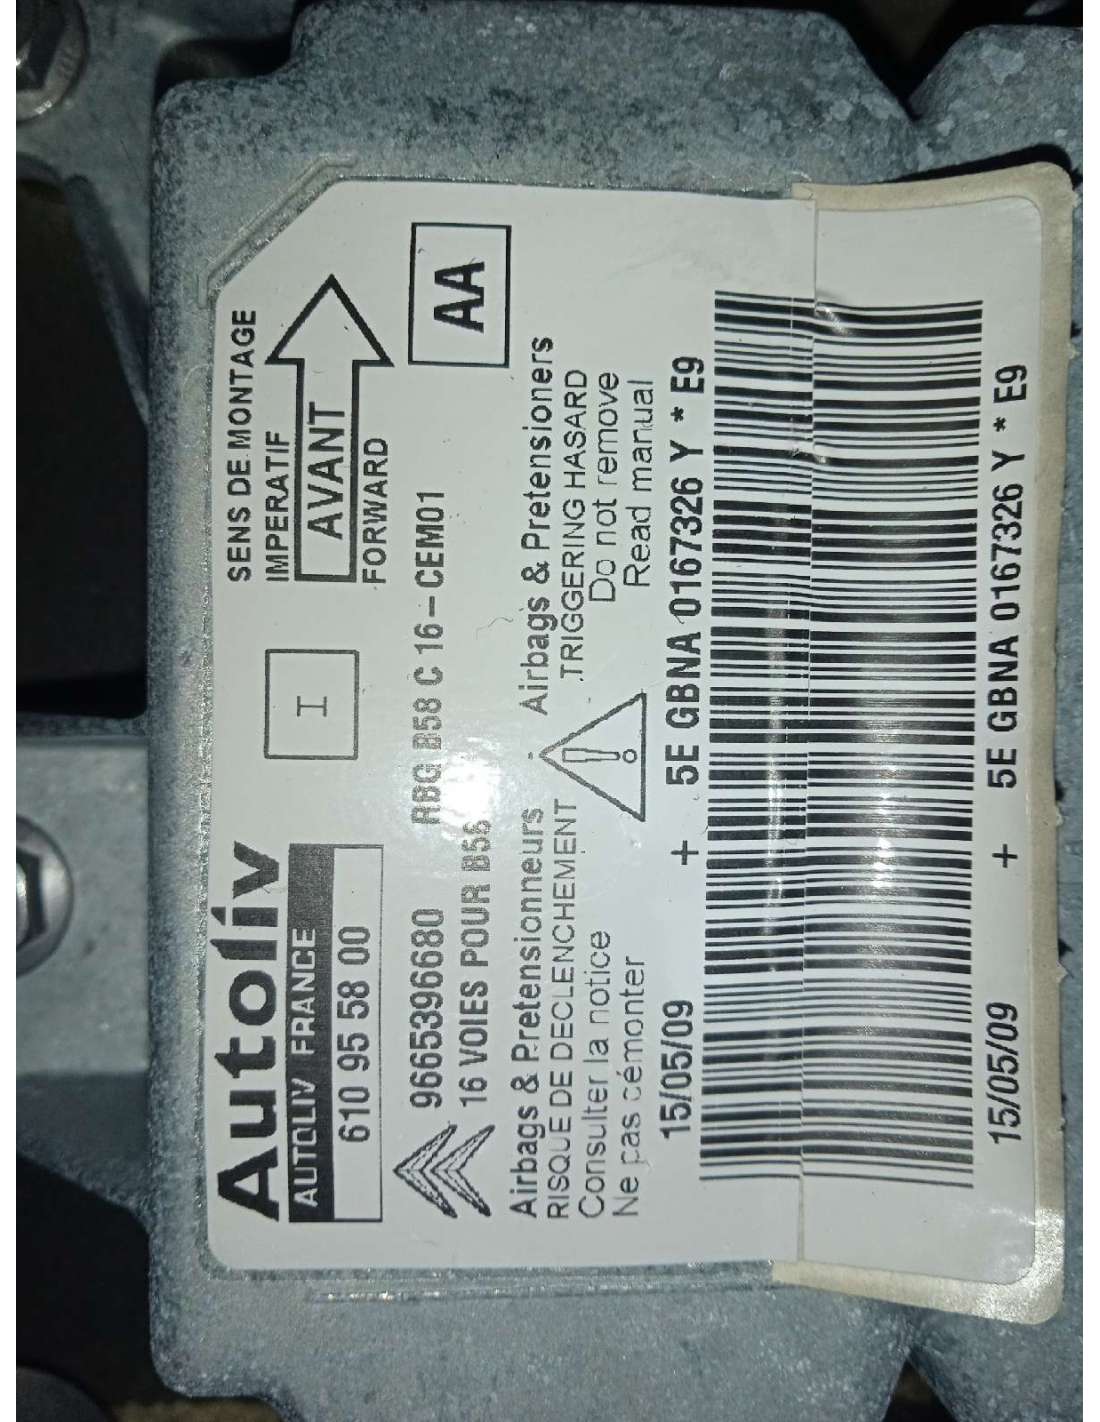 Autoliv
AUTOLIV FRANCE
610 95 58 00
I
SENS DE MONTAGE
IMPERATIF
AVANT
FORWARD
9665396680 RBG B58 C 16-CEM01
16 VOIES POUR B58
AA
Airbags & Pretensionneurs - Airbags & Pretensioners
RISQUE DE DECLENCHEMENT
TRIGGERING HASARD
Consulter la notice
Do not remove
Ne pas démonter
Read manual
15/05/09 + 5E GBNA 0167326 Y * E9
15/05/09 + 5E GBNA 0167326 Y * E9